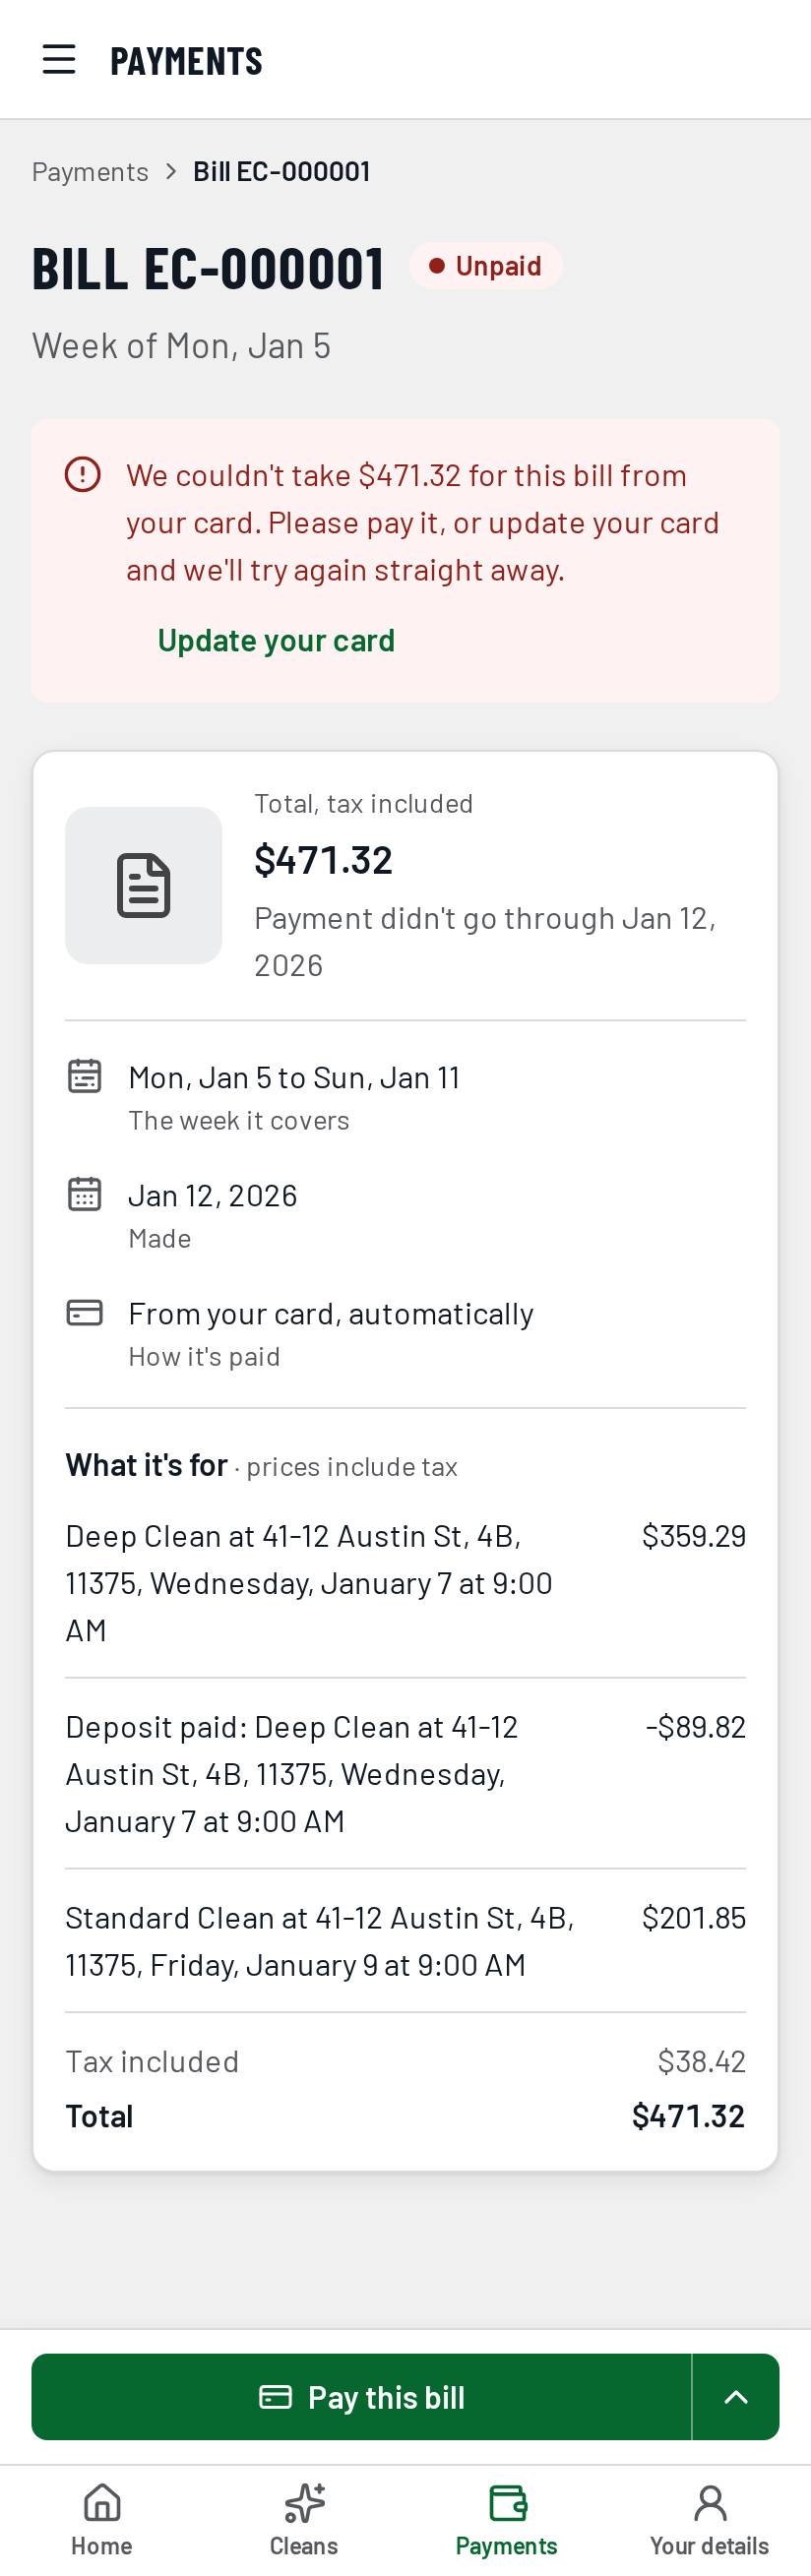 PAYMENTS
Payments > Bill EC-000001
BILL EC-000001 Unpaid
Week of Mon, Jan 5
We couldn't take $471.32 for this bill from
your card. Please pay it, or update your card
and we'll try again straight away.
Update your card
Total, tax included
$471.32
Payment didn't go through Jan 12,
2026
Mon, Jan 5 to Sun, Jan 11
The week it covers
Jan 12, 2026
Made
From your card, automatically
How it's paid
What it's for · prices include tax
Deep Clean at 41-12 Austin St, 4B, $359.29
11375, Wednesday, January 7 at 9:00
AM
Deposit paid: Deep Clean at 41-12 -$89.82
Austin St, 4B, 11375, Wednesday,
January 7 at 9:00 AM
Standard Clean at 41-12 Austin St, 4B, $201.85
11375, Friday, January 9 at 9:00 AM
Tax included $38.42
Total $471.32
Pay this bill
Home Cleans Payments Your details